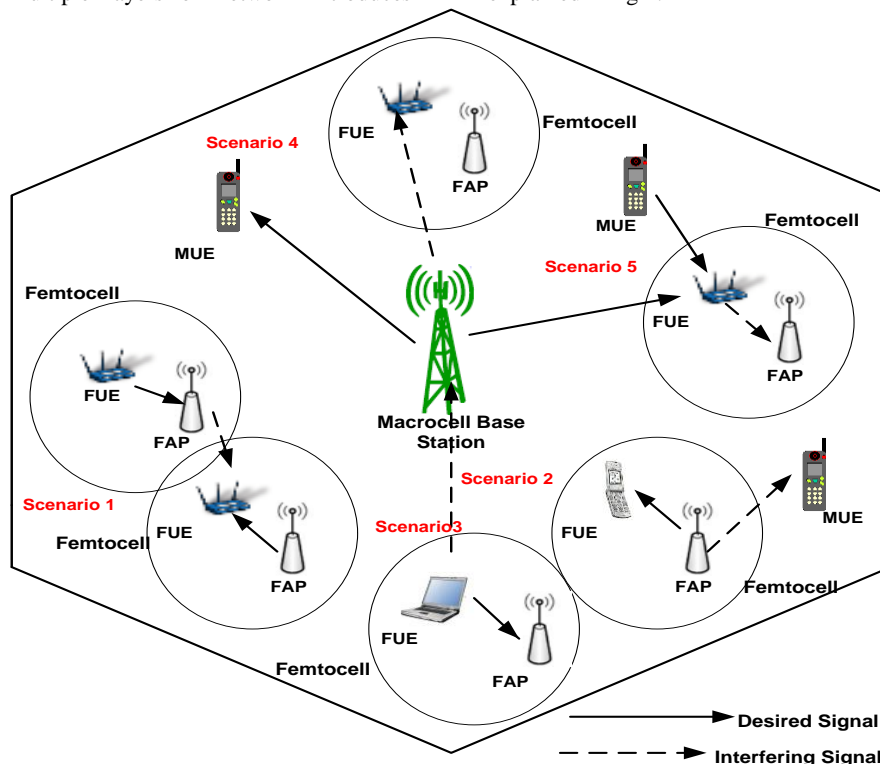 FUE
FAP
Femtocell
Scenario 4
MUE
MUE
Femtocell
Scenario 5
FUE
FAP
Femtocell
FUE
FAP
Macrocell Base
Station
Scenario 2
Scenario 1
Femtocell
FUE
FAP
Scenario3
FUE
FAP
MUE
Femtocell
FUE
FAP
Femtocell
Desired Signal
Interfering Signal